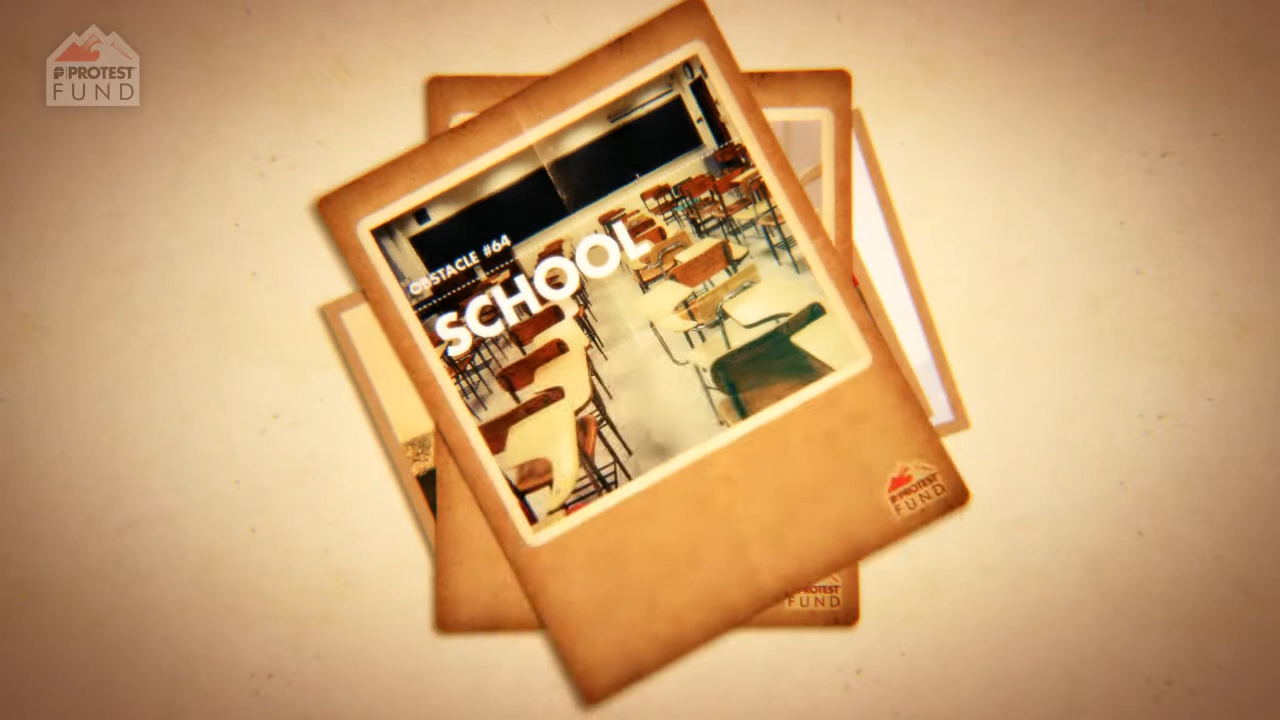 PROTEST
FUND
OBSTACLE #64
SCHOOL
PROTEST
FUND
PROTEST
FUND